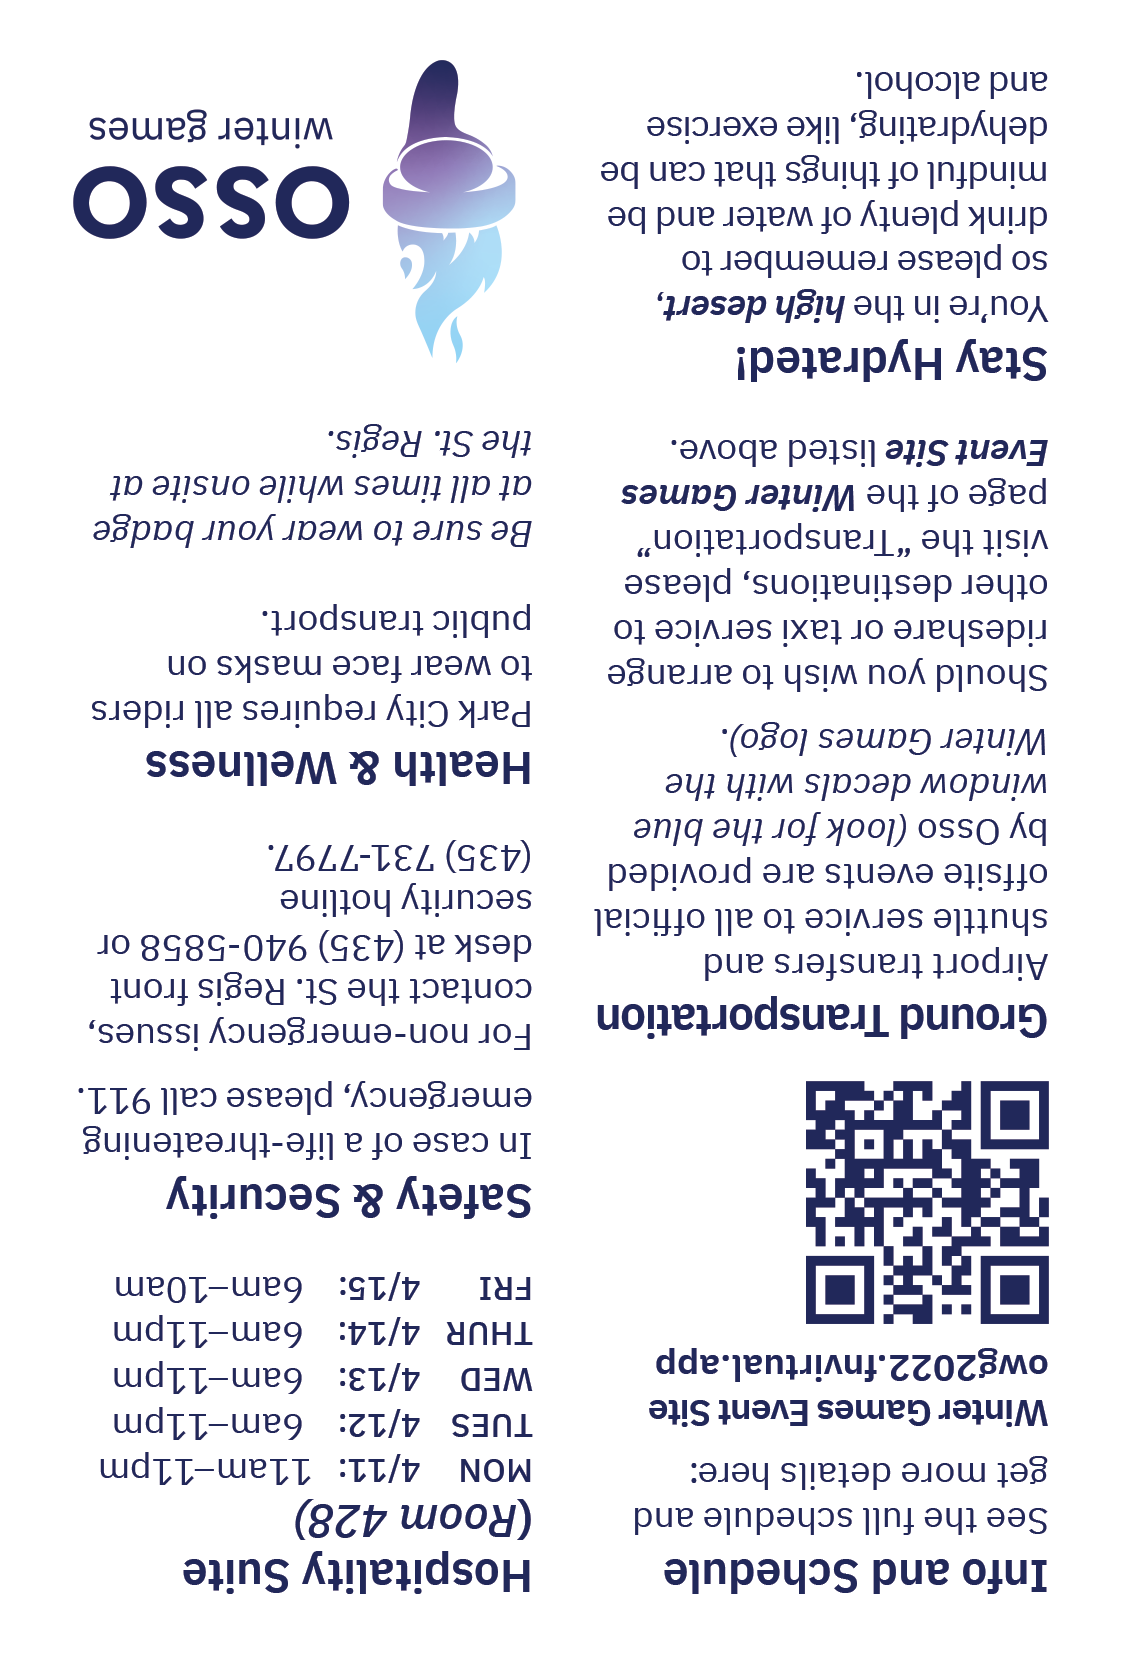 Info and Schedule
See the full schedule and
get more details here:
Winter Games Event Site
owg2022.fnfvirtual.app
Ground Transportation
Airport transfers and
shuttle service to all official
offsite events are provided
by Osso (look for the blue
window decals with the
Winter Games logo).
Should you wish to arrange
rideshare or taxi service to
other destinations, please
visit the “Transportation”
page of the Winter Games
Event Site listed above.
Stay Hydrated!
You’re in the high desert,
so please remember to
drink plenty of water and be
mindful of things that can be
dehydrating, like exercise
and alcohol.
Hospitality Suite
(Room 428)
MON 4/11: 11am–11pm
TUES 4/12: 6am–11pm
WED 4/13: 6am–11pm
THUR 4/14: 6am–11pm
FRI 4/15: 6am–10am
Safety & Security
In case of a life-threatening
emergency, please call 911.
For non-emergency issues,
contact the St. Regis front
desk at (435) 940-5858 or
security hotline
(435) 731-7797.
Health & Wellness
Park City requires all riders
to wear face masks on
public transport.
Be sure to wear your badge
at all times while onsite at
the St. Regis.
OSSO
winter games